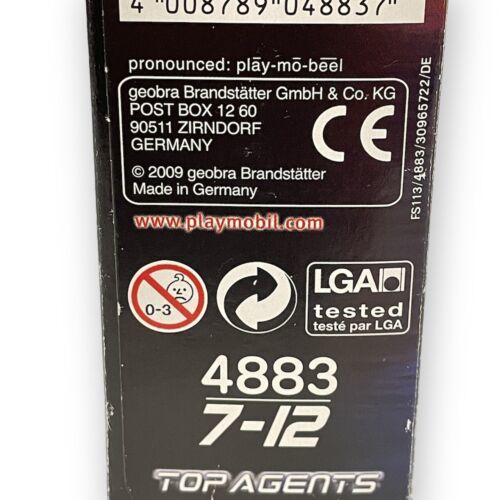 4 008789 048837
pronounced: plāy-mō-bēēl
geobra Brandstätter GmbH & Co. KG
POST BOX 12 60
90511 ZIRNDORF
GERMANY
CE
© 2009 geobra Brandstätter
Made in Germany
FS113/4883/30965722/DE
www.playmobil.com
0-3
LGA
tested
testé par LGA
4883
7-12
TOP AGENTS